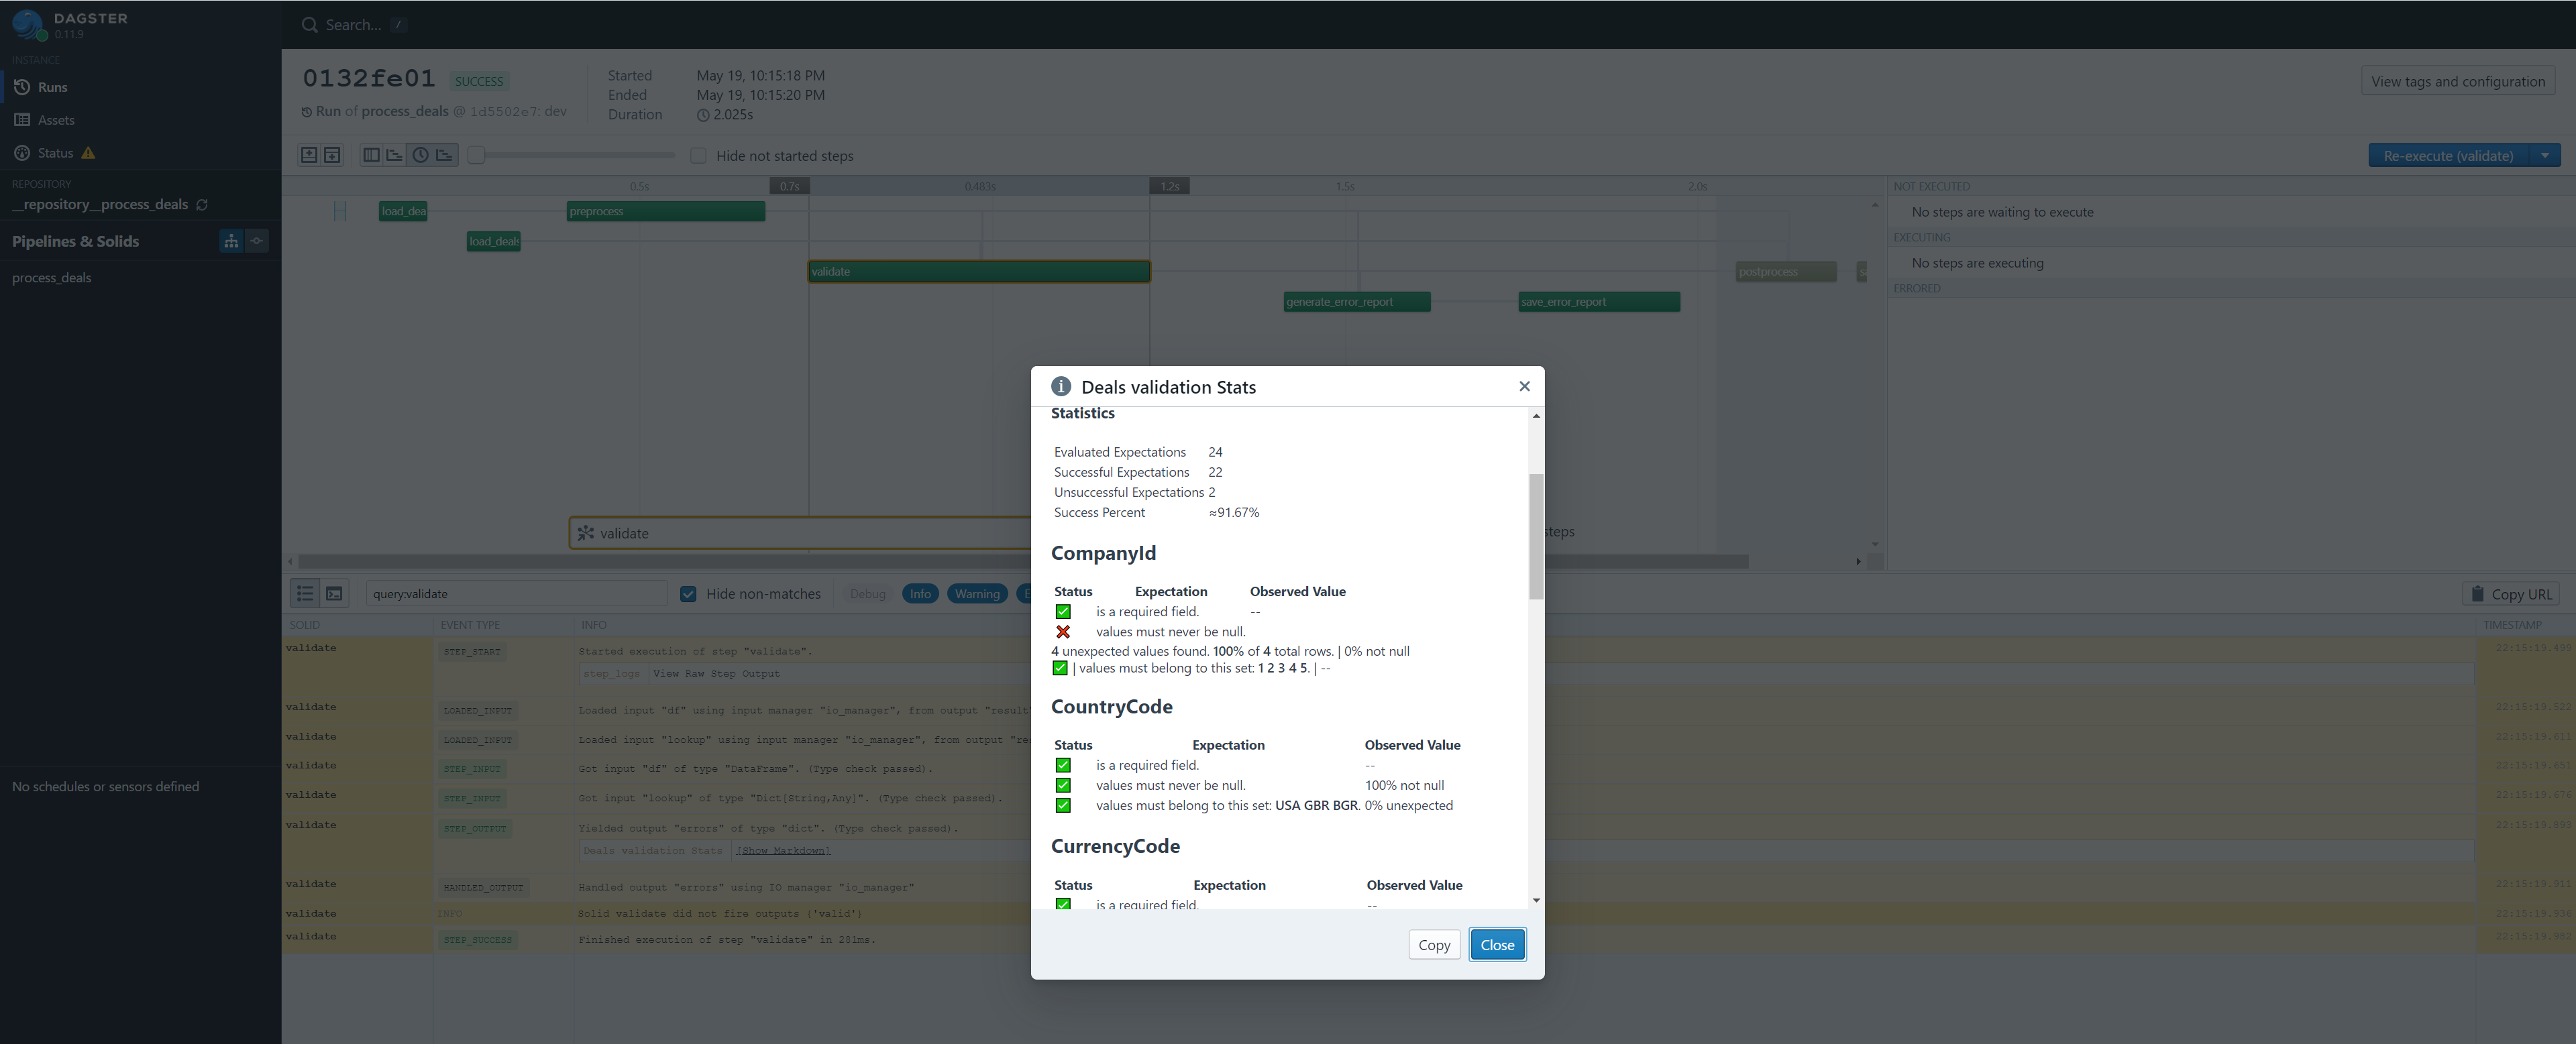 DAGSTER
0.11.9
Search... /
INSTANCE
Runs
Assets
Status
REPOSITORY
__repository__process_deals
Pipelines & Solids
process_deals
No schedules or sensors defined
0132fe01 SUCCESS
Run of process_deals @ 1d5502e7: dev
Started May 19, 10:15:18 PM
Ended May 19, 10:15:20 PM
Duration 2.025s
View tags and configuration
Hide not started steps
Re-execute (validate)
0.5s 0.7s 0.483s 1.2s 1.5s 2.0s
load_dea preprocess
load_deals
validate postprocess
generate_error_report save_error_report
validate
steps
NOT EXECUTED
No steps are waiting to execute
EXECUTING
No steps are executing
ERRORED
query:validate Hide non-matches Debug Info Warning E Copy URL
SOLID EVENT TYPE INFO TIMESTAMP
validate STEP_START Started execution of step "validate". 22:15:19.499
step_logs View Raw Step Output
validate LOADED_INPUT Loaded input "df" using input manager "io_manager", from output "result" 22:15:19.522
validate LOADED_INPUT Loaded input "lookup" using input manager "io_manager", from output "re 22:15:19.611
validate STEP_INPUT Got input "df" of type "DataFrame". (Type check passed). 22:15:19.651
validate STEP_INPUT Got input "lookup" of type "Dict[String,Any]". (Type check passed). 22:15:19.676
validate STEP_OUTPUT Yielded output "errors" of type "dict". (Type check passed). 22:15:19.893
Deals validation Stats [Show Markdown]
validate HANDLED_OUTPUT Handled output "errors" using IO manager "io_manager" 22:15:19.911
validate INFO Solid validate did not fire outputs {'valid'} 22:15:19.936
validate STEP_SUCCESS Finished execution of step "validate" in 281ms. 22:15:19.962
Deals validation Stats
Statistics
Evaluated Expectations 24
Successful Expectations 22
Unsuccessful Expectations 2
Success Percent ≈91.67%
CompanyId
Status Expectation Observed Value
is a required field. --
values must never be null.
4 unexpected values found. 100% of 4 total rows. | 0% not null
| values must belong to this set: 1 2 3 4 5. | --
CountryCode
Status Expectation Observed Value
is a required field. --
values must never be null. 100% not null
values must belong to this set: USA GBR BGR. 0% unexpected
CurrencyCode
Status Expectation Observed Value
is a required field. --
Copy Close